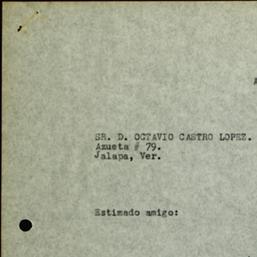 SR. D. OCTAVIO CASTRO LOPEZ.
Azueta # 79.
Jalapa, Ver.
Estimado amigo: